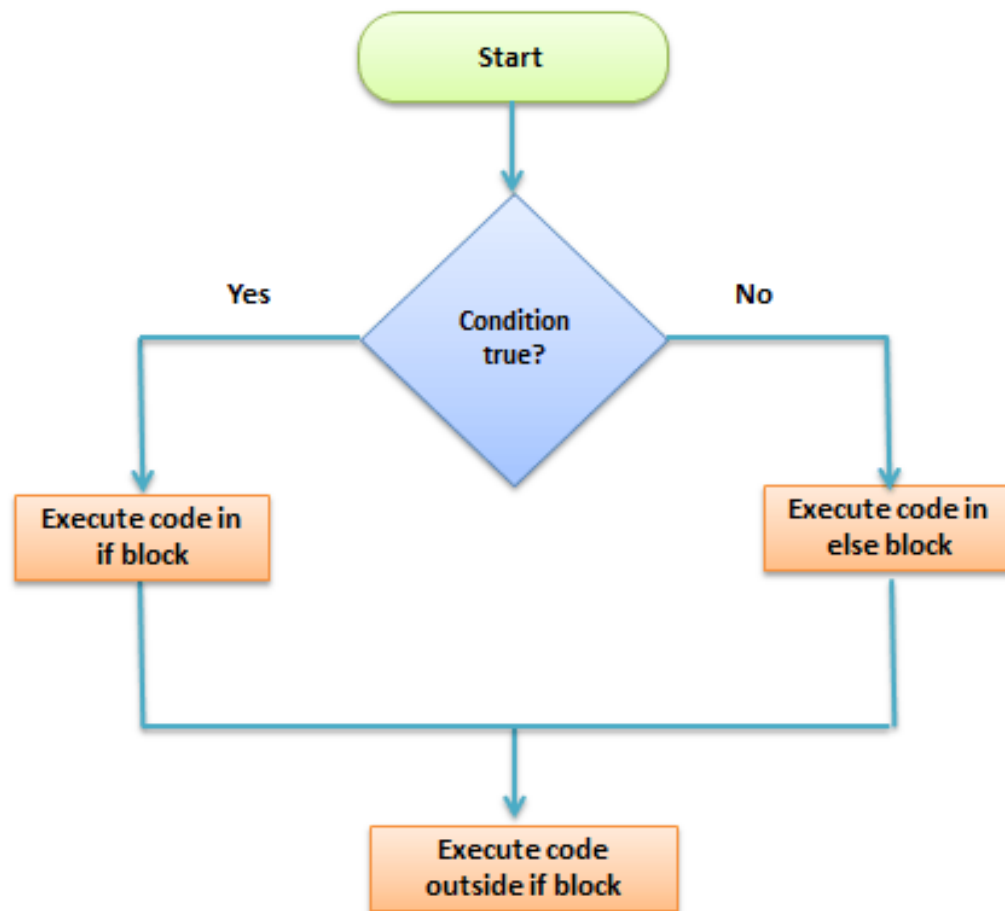 Start
Yes
No
Condition
true?
Execute code in
if block
Execute code in
else block
Execute code
outside if block